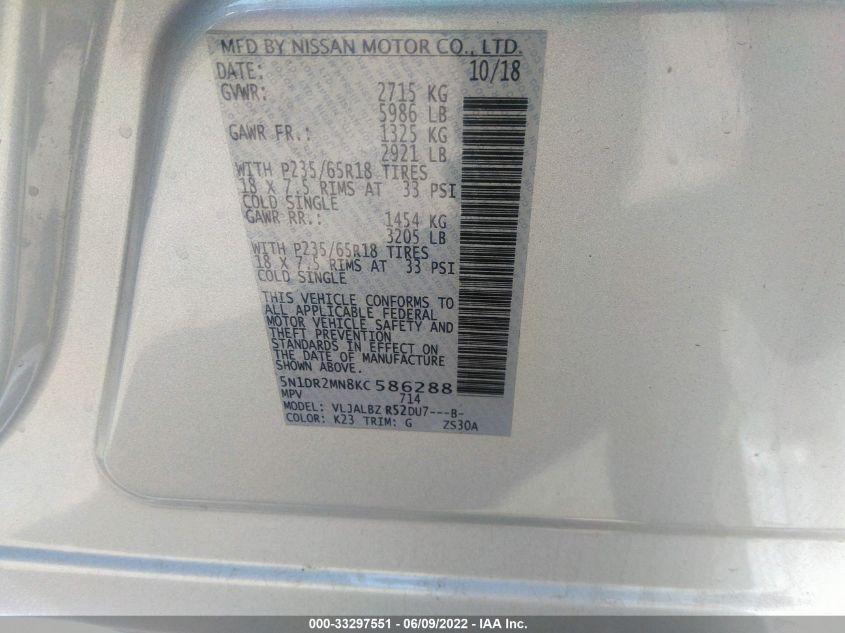 MFD BY NISSAN MOTOR CO., LTD.
DATE: 10/18
GVWR: 2715 KG
5986 LB
GAWR FR.: 1325 KG
2921 LB
WITH P235/65R18 TIRES
18 X 7.5 RIMS AT 33 PSI
COLD SINGLE
GAWR RR.: 1454 KG
3205 LB
WITH P235/65R18 TIRES
18 X 7.5 RIMS AT 33 PSI
COLD SINGLE
THIS VEHICLE CONFORMS TO
ALL APPLICABLE FEDERAL
MOTOR VEHICLE SAFETY AND
THEFT PREVENTION
STANDARDS IN EFFECT ON
THE DATE OF MANUFACTURE
SHOWN ABOVE.
5N1DR2MN8KC 586288
MPV 714
MODEL: VLJALBZ R52DU7---B-
COLOR: K23 TRIM: G ZS30A
000-33297551 - 06/09/2022 - IAA Inc.